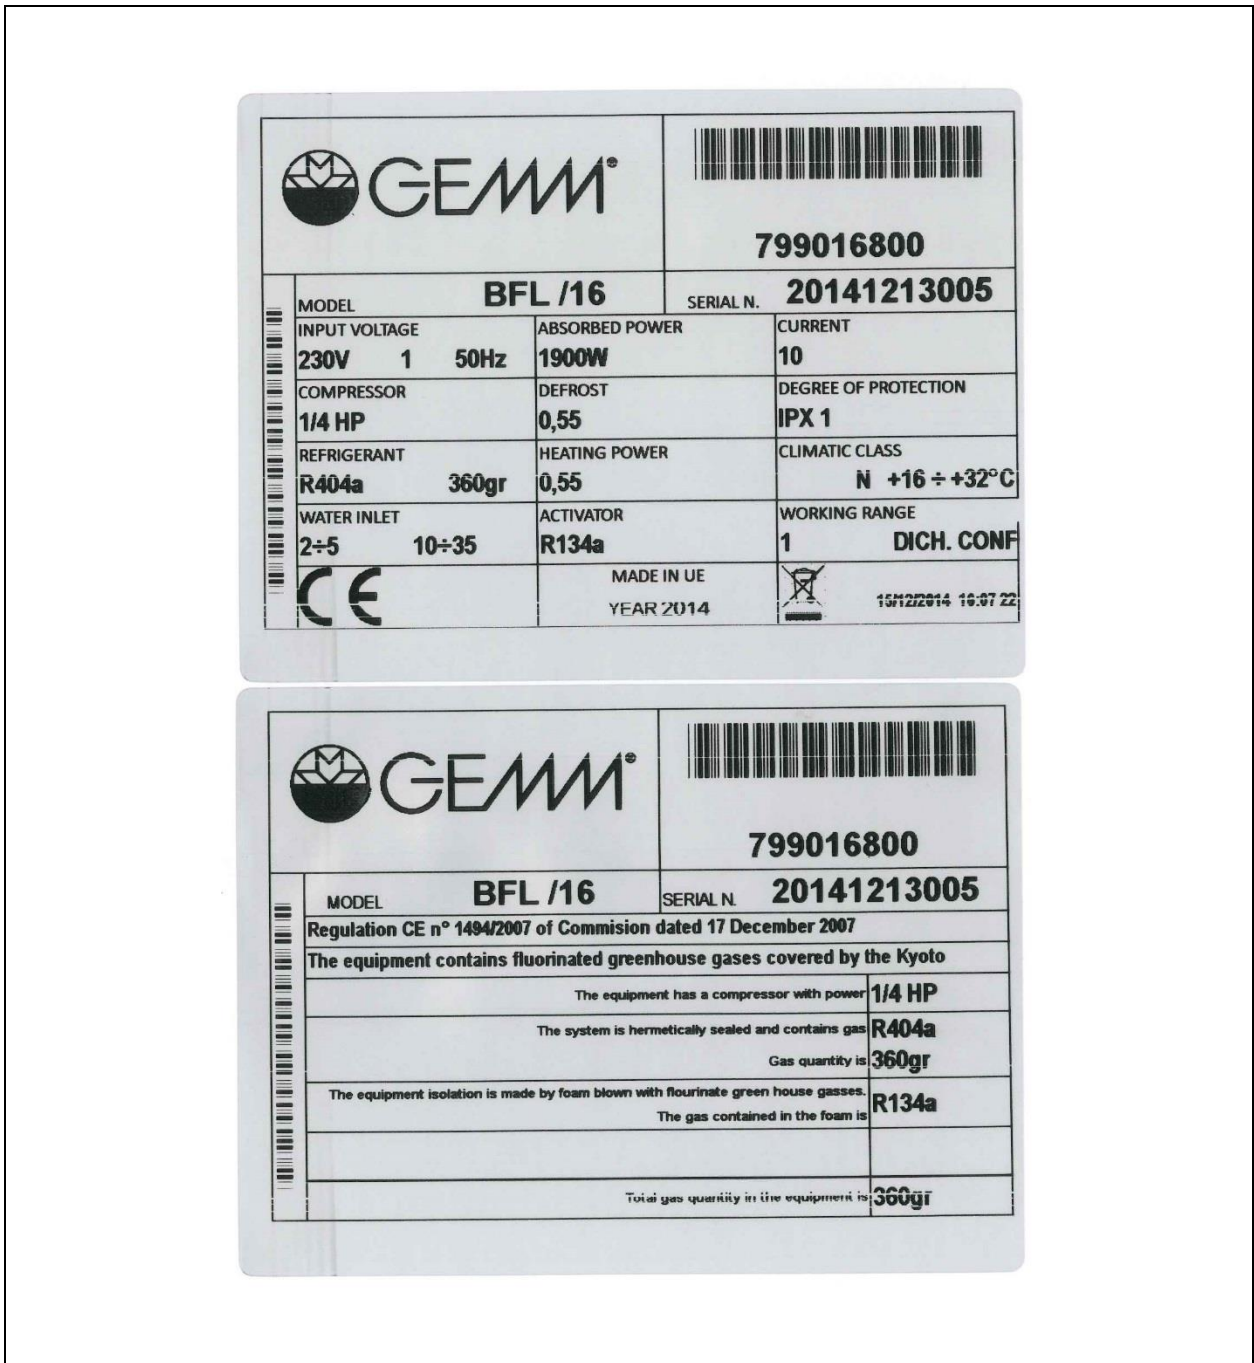 GEMM®
799016800
MODEL BFL /16 SERIAL N. 20141213005
INPUT VOLTAGE ABSORBED POWER CURRENT
230V 1 50Hz 1900W 10
COMPRESSOR DEFROST DEGREE OF PROTECTION
1/4 HP 0,55 IPX 1
REFRIGERANT HEATING POWER CLIMATIC CLASS
R404a 360gr 0,55 N +16 ÷ +32°C
WATER INLET ACTIVATOR WORKING RANGE
2÷5 10÷35 R134a 1 DICH. CONF
CE MADE IN UE
YEAR 2014 15/12/2014 16:07 22
GEMM®
799016800
MODEL BFL /16 SERIAL N. 20141213005
Regulation CE n° 1494/2007 of Commision dated 17 December 2007
The equipment contains fluorinated greenhouse gases covered by the Kyoto
The equipment has a compressor with power 1/4 HP
The system is hermetically sealed and contains gas R404a
Gas quantity is 360gr
The equipment isolation is made by foam blown with flourinate green house gasses.
The gas contained in the foam is R134a
Total gas quantity in the equipment is 360gr